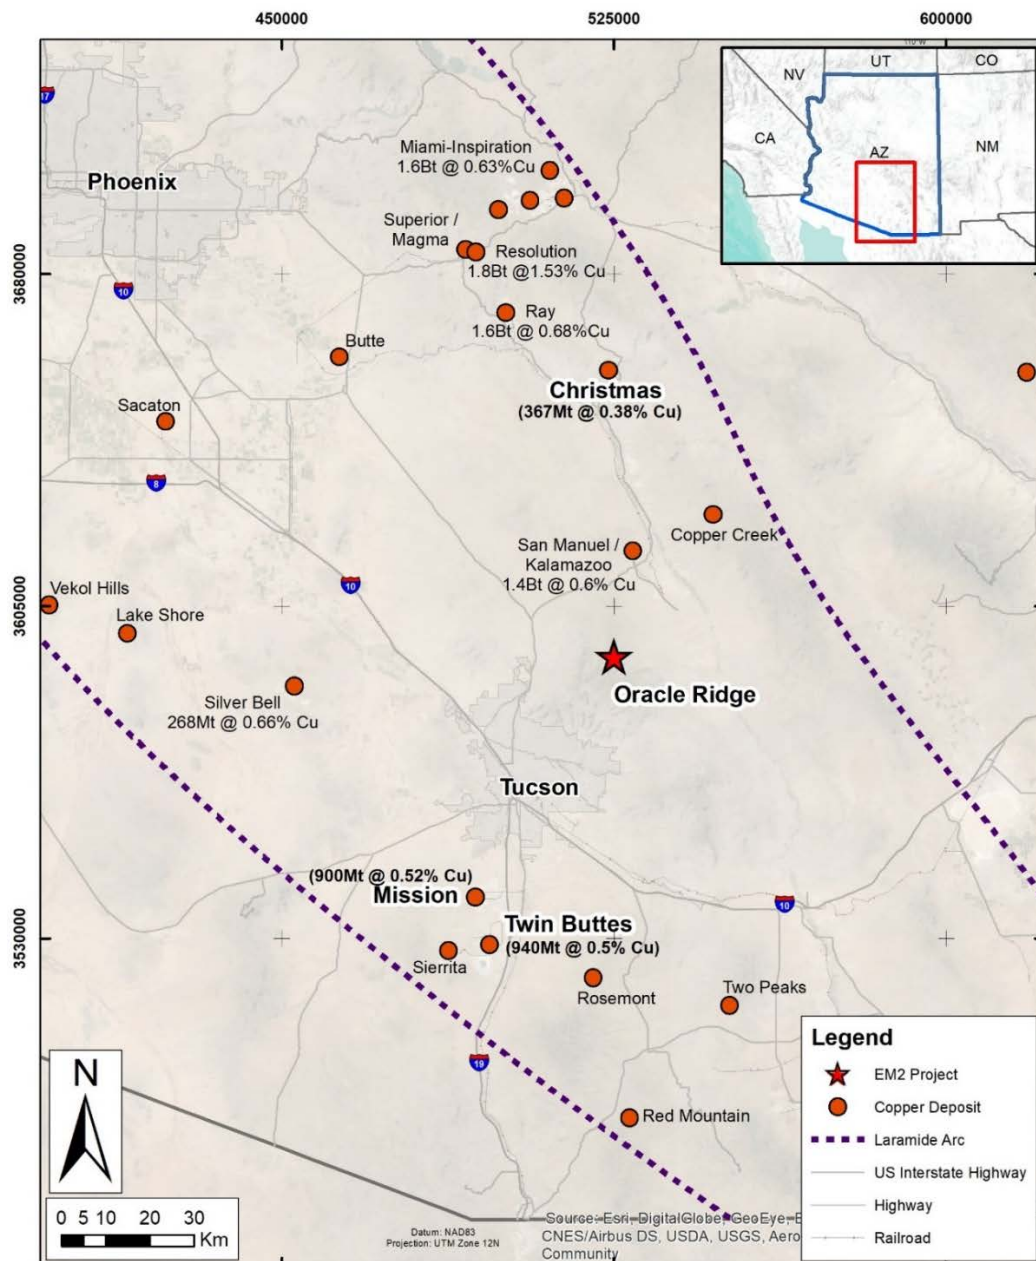 450000
525000
600000
110°W
UT
CO
NV
CA
AZ
NM
17
Miami-Inspiration
1.6Bt @ 0.63%Cu
Phoenix
Superior /
Magma
Resolution
1.8Bt @1.53% Cu
3680000
10
Ray
1.6Bt @ 0.68%Cu
Butte
Christmas
(367Mt @ 0.38% Cu)
Sacaton
8
Copper Creek
San Manuel /
Kalamazoo
1.4Bt @ 0.6% Cu
10
Vekol Hills
3605000
Lake Shore
Oracle Ridge
Silver Bell
268Mt @ 0.66% Cu
Tucson
(900Mt @ 0.52% Cu)
Mission
10
Twin Buttes
(940Mt @ 0.5% Cu)
3530000
Sierrita
Rosemont
Two Peaks
19
Red Mountain
Legend
EM2 Project
Copper Deposit
Laramide Arc
US Interstate Highway
Highway
Railroad
N
0 5 10 20 30
Km
Datum: NAD83
Projection: UTM Zone 12N
Source: Esri, DigitalGlobe, GeoEye, E
CNES/Airbus DS, USDA, USGS, Aero
Community